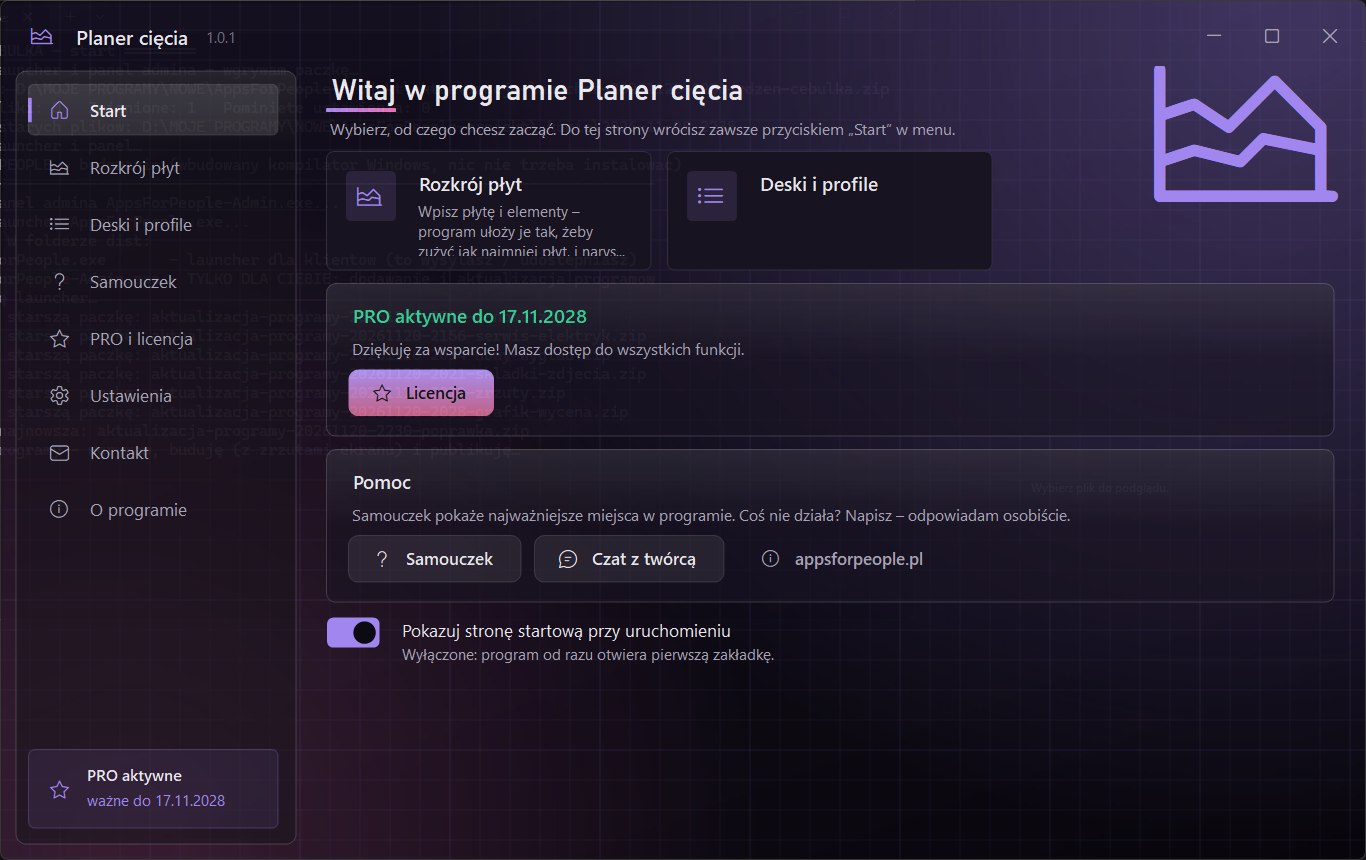 Planer cięcia 1.0.1
Start
Rozkrój płyt
Deski i profile
Samouczek
PRO i licencja
Ustawienia
Kontakt
O programie
PRO aktywne
ważne do 17.11.2028
Witaj w programie Planer cięcia
Wybierz, od czego chcesz zacząć. Do tej strony wrócisz zawsze przyciskiem „Start” w menu.
Rozkrój płyt
Wpisz płytę i elementy –
program ułoży je tak, żeby
zużyć jak najmniej płyt, i narys...
Deski i profile
PRO aktywne do 17.11.2028
Dziękuję za wsparcie! Masz dostęp do wszystkich funkcji.
Licencja
Pomoc
Wybierz plik do podglądu.
Samouczek pokaże najważniejsze miejsca w programie. Coś nie działa? Napisz – odpowiadam osobiście.
Samouczek
Czat z twórcą
appsforpeople.pl
Pokazuj stronę startową przy uruchomieniu
Wyłączone: program od razu otwiera pierwszą zakładkę.